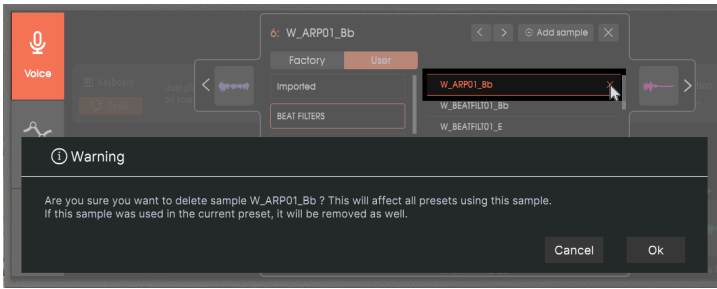 6: W_ARP01_Bb
Add sample
Voice
Factory
User
Keyboard
Imported
W_ARP01_Bb
BEAT FILTERS
W_BEATFILT01_Bb
W_BEATFILT01_E
Warning
Are you sure you want to delete sample W_ARP01_Bb ? This will affect all presets using this sample.
If this sample was used in the current preset, it will be removed as well.
Cancel
Ok